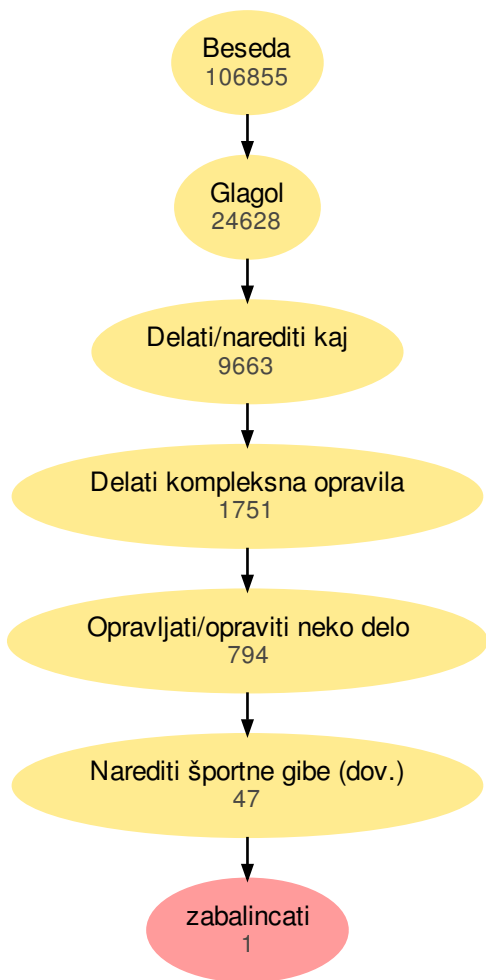 Beseda
106855
Glagol
24628
Delati/narediti kaj
9663
Delati kompleksna opravila
1751
Opravljati/opraviti neko delo
794
Narediti športne gibe (dov.)
47
zabalincati
1